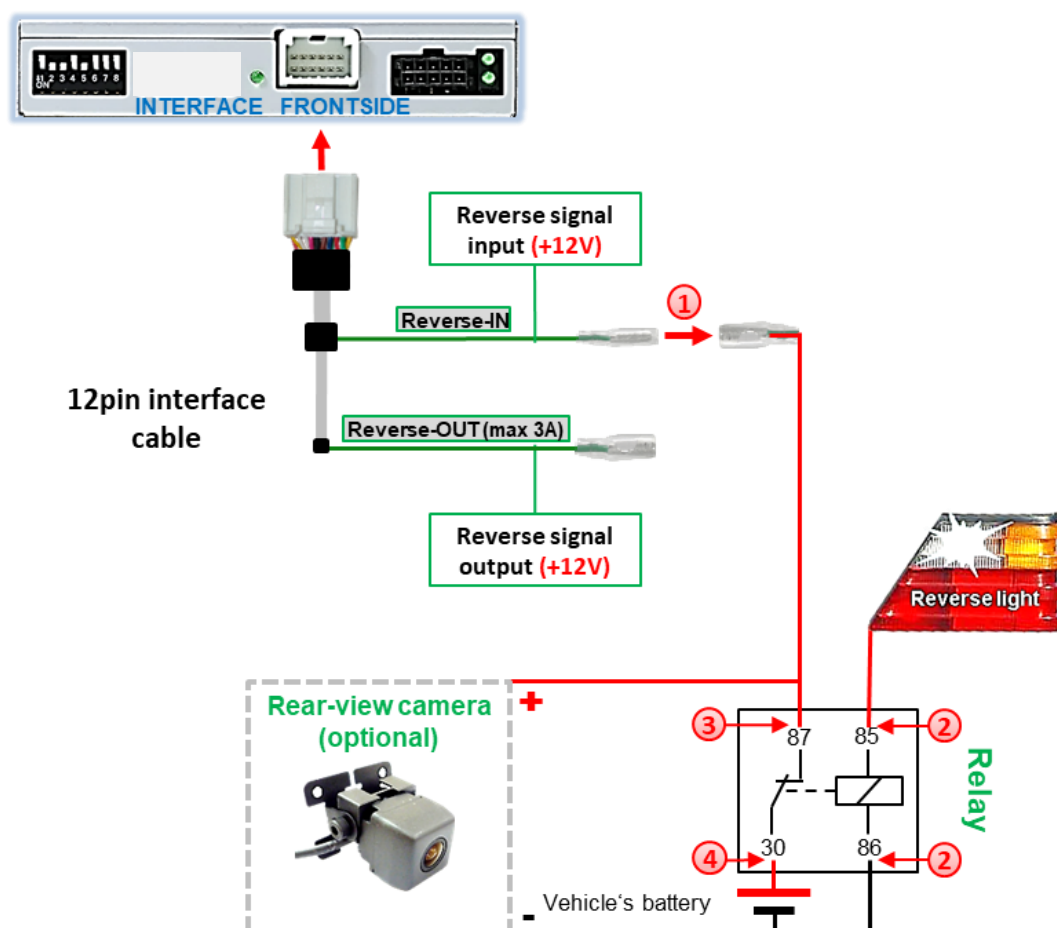 ON
1 2 3 4 5 6 7 8
INTERFACE FRONTSIDE
Reverse signal
input (+12V)
1
Reverse-IN
12pin interface
cable
Reverse-OUT (max 3A)
Reverse signal
output (+12V)
Reverse light
Rear-view camera
(optional)
+
3
87
85
2
Relay
4
30
86
2
-
Vehicle‘s battery